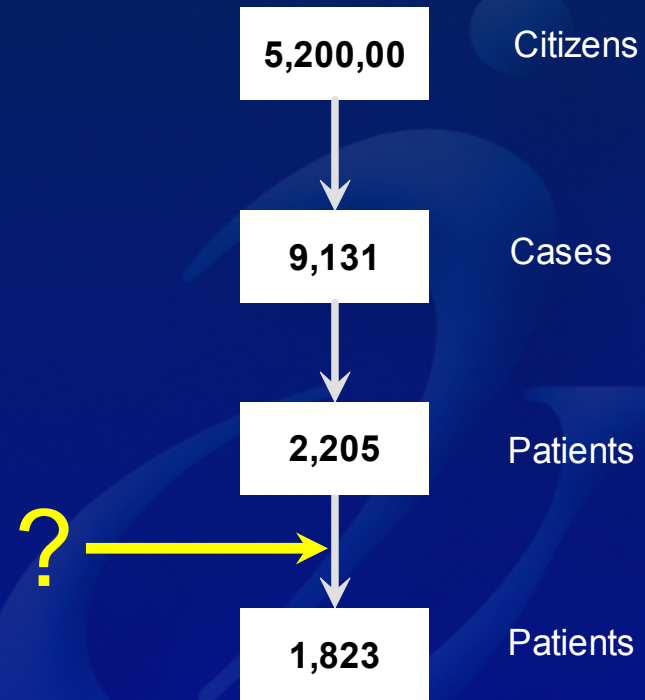 5,200,00 Citizens
9,131 Cases
2,205 Patients
?
1,823 Patients